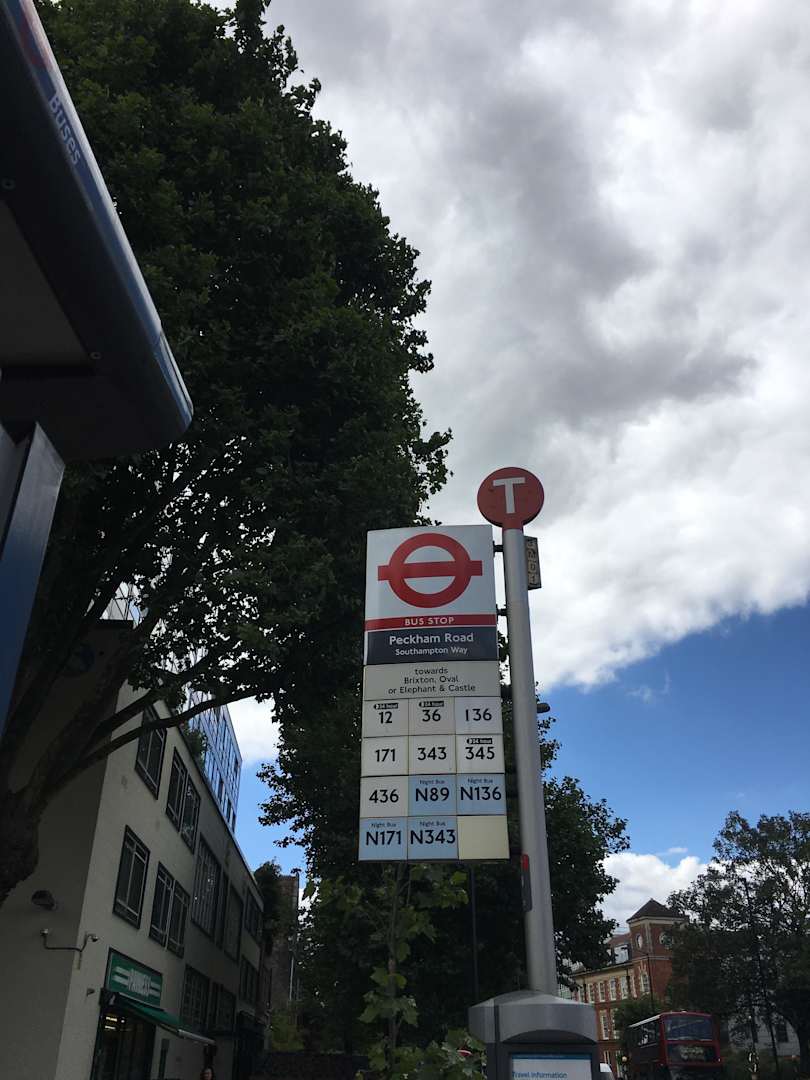 Buses
T
BUS STOP
Peckham Road
Southampton Way
towards
Brixton, Oval
or Elephant & Castle
24 hour 24 hour
12 36 136
24 hour
171 343 345
Night Bus Night Bus
436 N89 N136
Night Bus Night Bus
N171 N343
Travel information